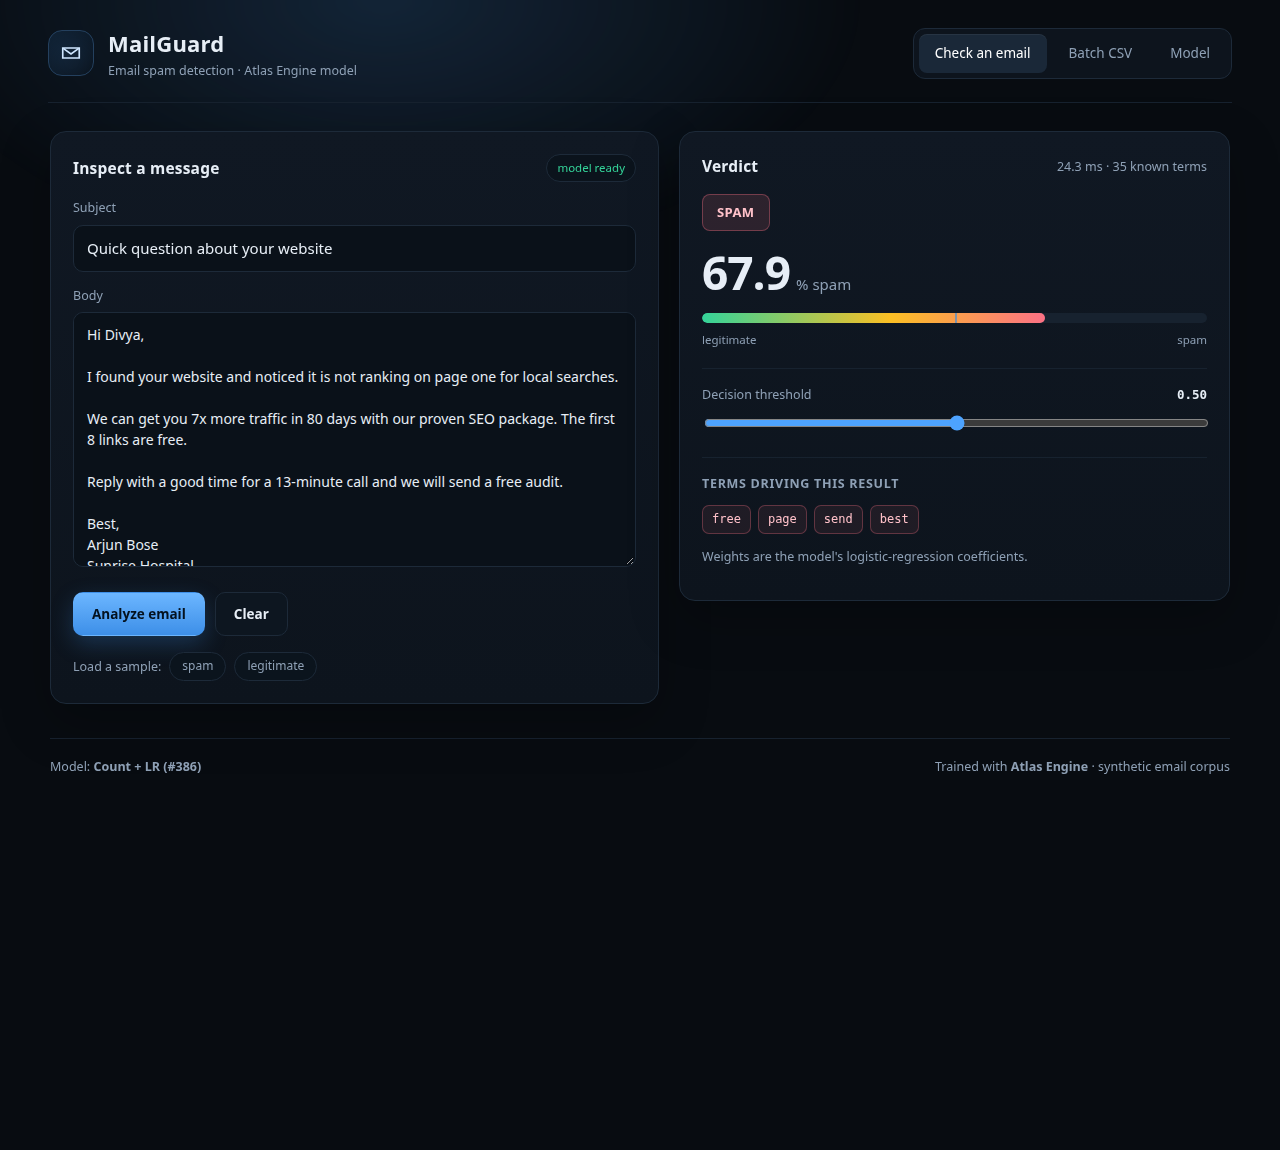 MailGuard
Email spam detection · Atlas Engine model
Check an email
Batch CSV
Model
Inspect a message
model ready
Subject
Quick question about your website
Body
Hi Divya,
I found your website and noticed it is not ranking on page one for local searches.
We can get you 7x more traffic in 80 days with our proven SEO package. The first
8 links are free.
Reply with a good time for a 13-minute call and we will send a free audit.
Best,
Arjun Bose
Sunrise Hospital
Analyze email
Clear
Load a sample:
spam
legitimate
Verdict
24.3 ms · 35 known terms
SPAM
67.9 % spam
legitimate
spam
Decision threshold
0.50
TERMS DRIVING THIS RESULT
free
page
send
best
Weights are the model's logistic-regression coefficients.
Model: Count + LR (#386)
Trained with Atlas Engine · synthetic email corpus